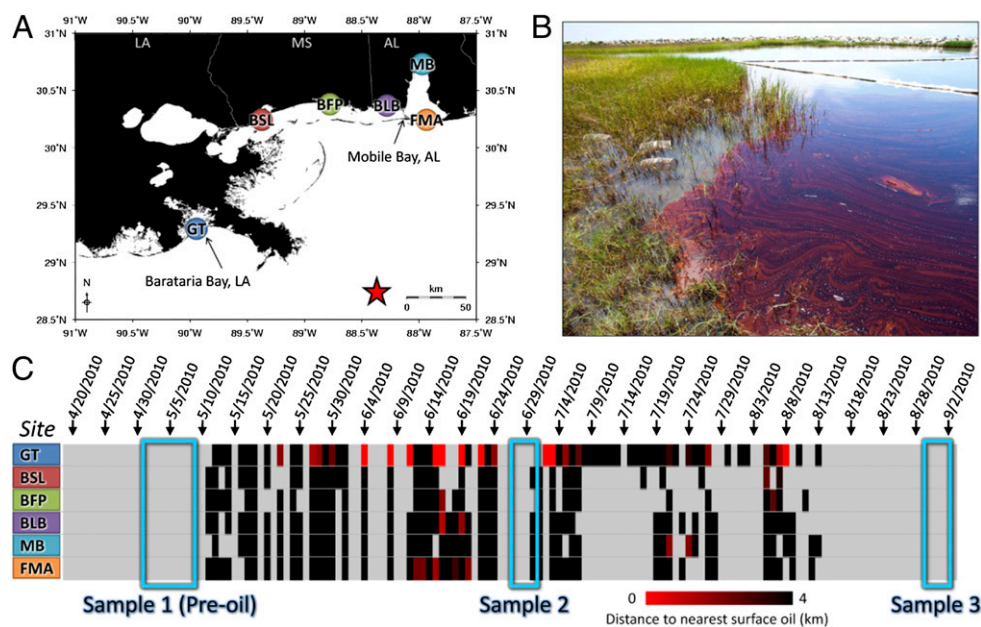 A
91°W 90.5°W 90°W 89.5°W 89°W 88.5°W 88°W 87.5°W
31°N 31°N
LA MS AL
MB
30.5°N 30.5°N
BFP BLB
BSL FMA
30°N 30°N
Mobile Bay, AL
29.5°N 29.5°N
GT
29°N 29°N
Barataria Bay, LA
N
km
0 50
28.5°N 28.5°N
91°W 90.5°W 90°W 89.5°W 89°W 88.5°W 88°W 87.5°W
B
C
4/20/2010
4/25/2010
4/30/2010
5/5/2010
5/10/2010
5/15/2010
5/20/2010
5/25/2010
5/30/2010
6/4/2010
6/9/2010
6/14/2010
6/19/2010
6/24/2010
6/29/2010
7/4/2010
7/9/2010
7/14/2010
7/19/2010
7/24/2010
7/29/2010
8/3/2010
8/8/2010
8/13/2010
8/18/2010
8/23/2010
8/28/2010
9/2/2010
Site
GT
BSL
BFP
BLB
MB
FMA
Sample 1 (Pre-oil)
Sample 2
Sample 3
0 4
Distance to nearest surface oil (km)